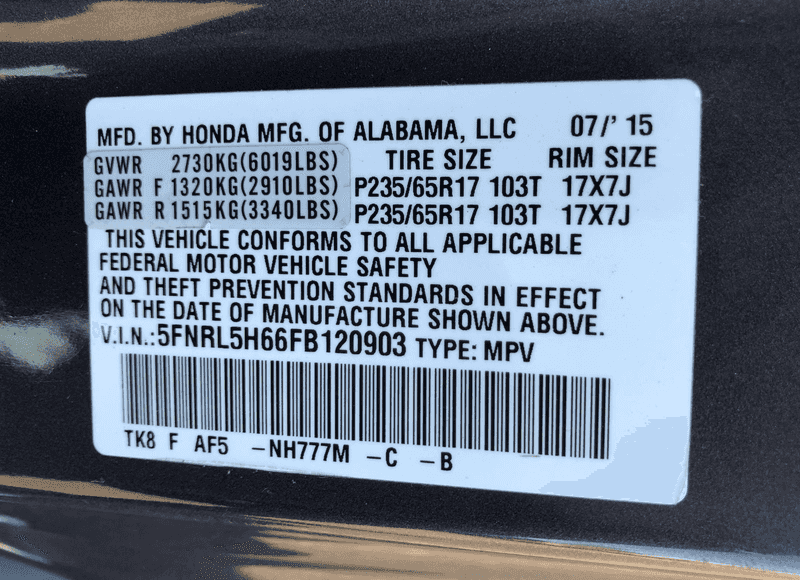 MFD. BY HONDA MFG. OF ALABAMA, LLC 07/' 15
GVWR 2730KG(6019LBS) TIRE SIZE RIM SIZE
GAWR F 1320KG(2910LBS) P235/65R17 103T 17X7J
GAWR R 1515KG(3340LBS) P235/65R17 103T 17X7J
THIS VEHICLE CONFORMS TO ALL APPLICABLE
FEDERAL MOTOR VEHICLE SAFETY
AND THEFT PREVENTION STANDARDS IN EFFECT
ON THE DATE OF MANUFACTURE SHOWN ABOVE.
V.I.N.:5FNRL5H66FB120903 TYPE: MPV
TK8 F AF5 -NH777M -C -B